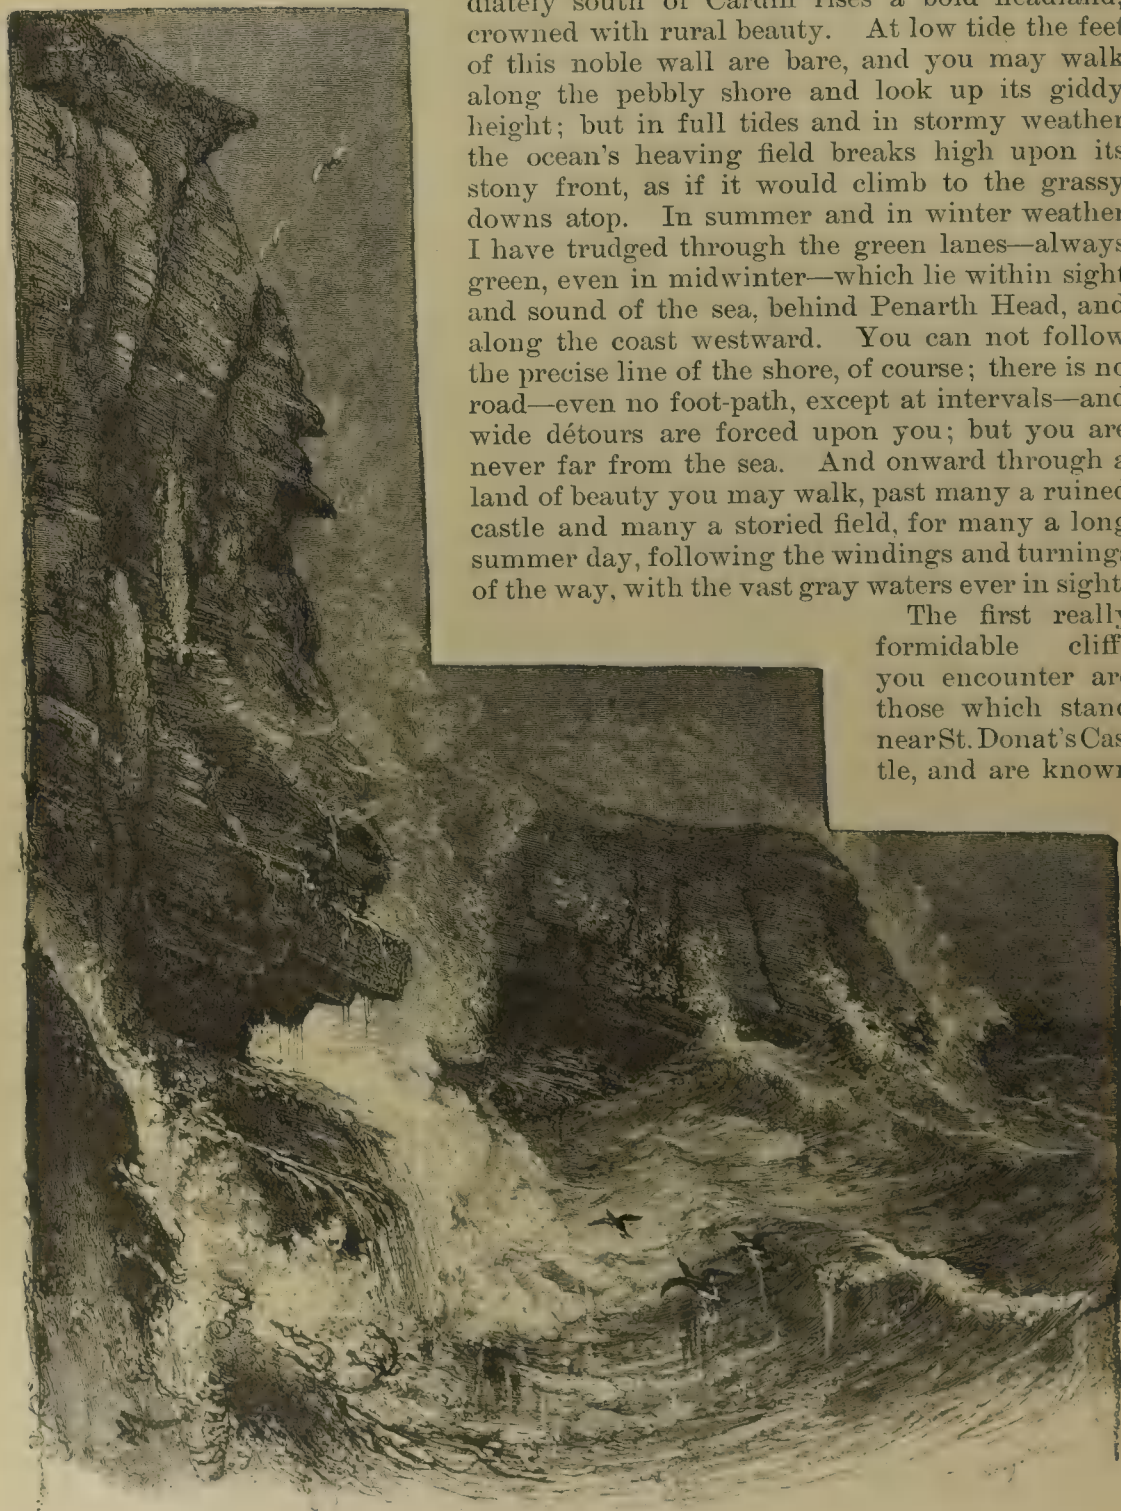 diately south of Cardiff rises a bold headland,
crowned with rural beauty. At low tide the feet
of this noble wall are bare, and you may walk
along the pebbly shore and look up its giddy
height; but in full tides and in stormy weather
the ocean's heaving field breaks high upon its
stony front, as if it would climb to the grassy
downs atop. In summer and in winter weather
I have trudged through the green lanes—always
green, even in midwinter—which lie within sight
and sound of the sea, behind Penarth Head, and
along the coast westward. You can not follow
the precise line of the shore, of course; there is no
road—even no foot-path, except at intervals—and
wide détours are forced upon you; but you are
never far from the sea. And onward through a
land of beauty you may walk, past many a ruined
castle and many a storied field, for many a long
summer day, following the windings and turnings
of the way, with the vast gray waters ever in sight
The first really
formidable cliff
you encounter are
those which stand
near St. Donat's Cas
tle, and are known